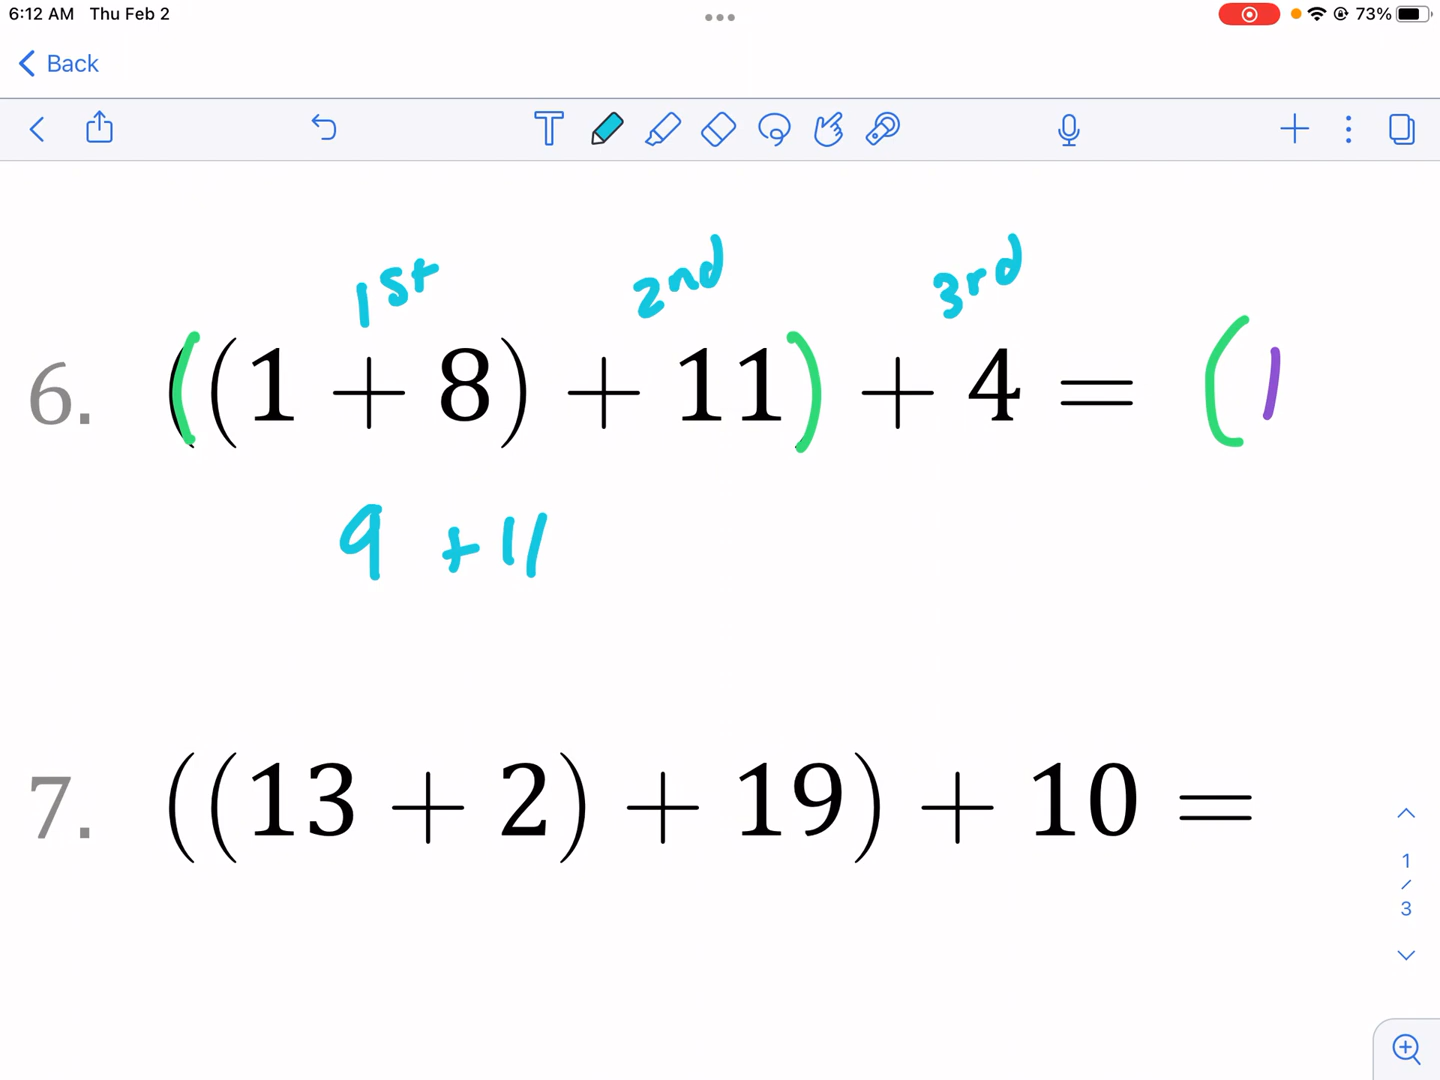 6:12 AM Thu Feb 2
73%
Back
T
1st 2nd 3rd
6. ((1 + 8) + 11) + 4 = (1
9 + 11
7. ((13 + 2) + 19) + 10 =
1
/
3